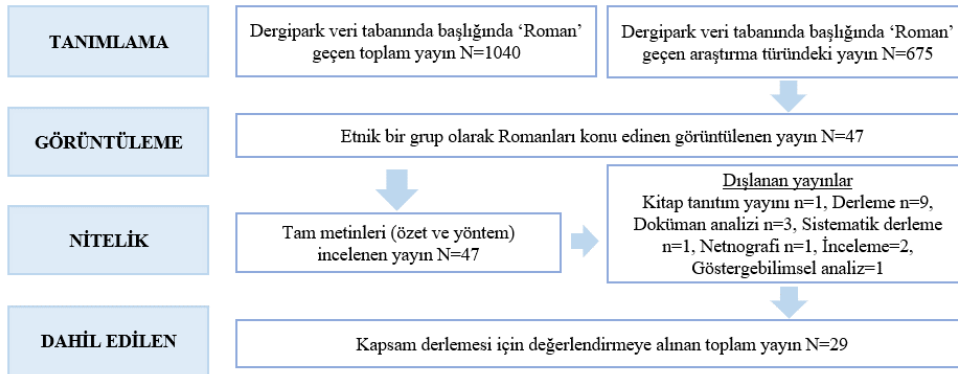 TANIMLAMA
Dergipark veri tabanında başlığında ‘Roman’
geçen toplam yayın N=1040
Dergipark veri tabanında başlığında ‘Roman’
geçen araştırma türündeki yayın N=675
GÖRÜNTÜLEME
Etnik bir grup olarak Romanları konu edinen görüntülenen yayın N=47
NİTELİK
Tam metinleri (özet ve yöntem)
incelenen yayın N=47
Dışlanan yayınlar
Kitap tanıtım yayını n=1, Derleme n=9,
Doküman analizi n=3, Sistematik derleme
n=1, Netnografi n=1, İnceleme=2,
Göstergebilimsel analiz=1
DAHİL EDİLEN
Kapsam derlemesi için değerlendirmeye alınan toplam yayın N=29